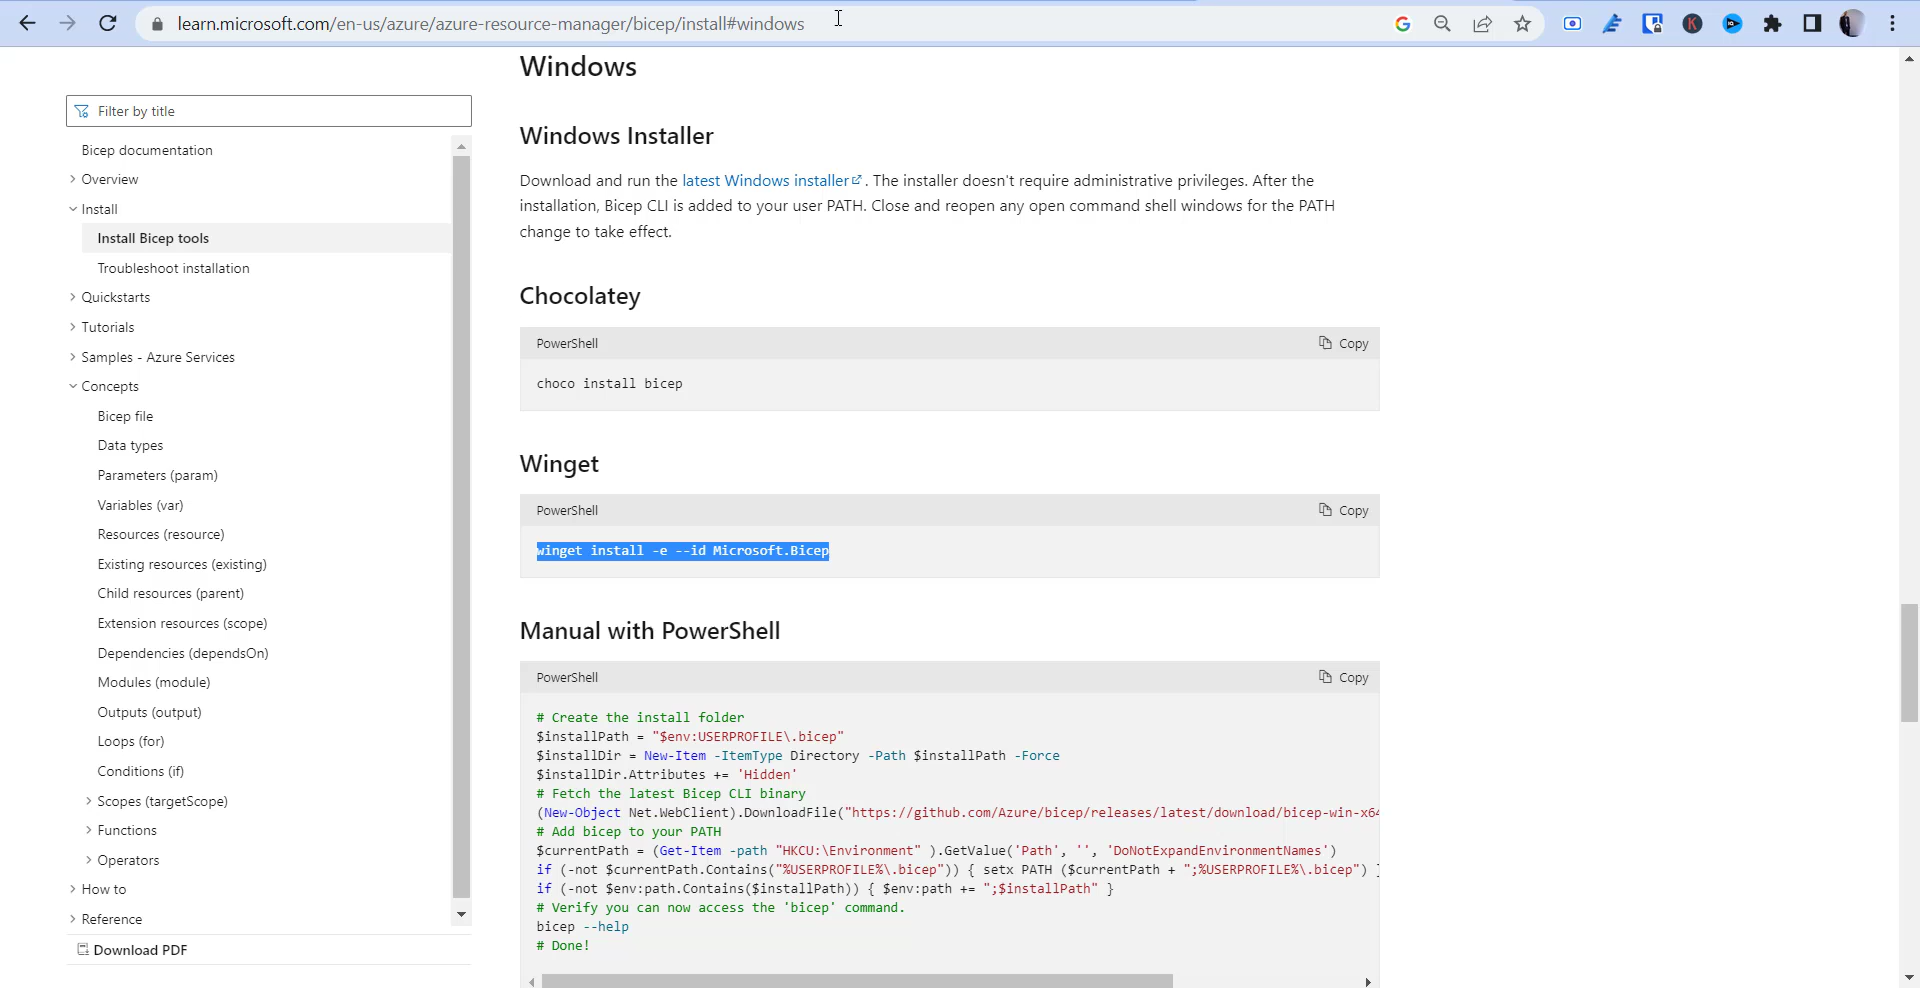 learn.microsoft.com/en-us/azure/azure-resource-manager/bicep/install#windows
Filter by title
Bicep documentation
Overview
Install
Install Bicep tools
Troubleshoot installation
Quickstarts
Tutorials
Samples - Azure Services
Concepts
Bicep file
Data types
Parameters (param)
Variables (var)
Resources (resource)
Existing resources (existing)
Child resources (parent)
Extension resources (scope)
Dependencies (dependsOn)
Modules (module)
Outputs (output)
Loops (for)
Conditions (if)
Scopes (targetScope)
Functions
Operators
How to
Reference
Download PDF
Windows
Windows Installer
Download and run the latest Windows installer. The installer doesn't require administrative privileges. After the
installation, Bicep CLI is added to your user PATH. Close and reopen any open command shell windows for the PATH
change to take effect.
Chocolatey
PowerShell
Copy
choco install bicep
Winget
PowerShell
Copy
winget install -e --id Microsoft.Bicep
Manual with PowerShell
PowerShell
Copy
# Create the install folder
$installPath = "$env:USERPROFILE\.bicep"
$installDir = New-Item -ItemType Directory -Path $installPath -Force
$installDir.Attributes += 'Hidden'
# Fetch the latest Bicep CLI binary
(New-Object Net.WebClient).DownloadFile("https://github.com/Azure/bicep/releases/latest/download/bicep-win-x64
# Add bicep to your PATH
$currentPath = (Get-Item -path "HKCU:\Environment" ).GetValue('Path', '', 'DoNotExpandEnvironmentNames')
if (-not $currentPath.Contains("%USERPROFILE%\.bicep")) { setx PATH ($currentPath + ";%USERPROFILE%\.bicep") }
if (-not $env:path.Contains($installPath)) { $env:path += ";$installPath" }
# Verify you can now access the 'bicep' command.
bicep --help
# Done!